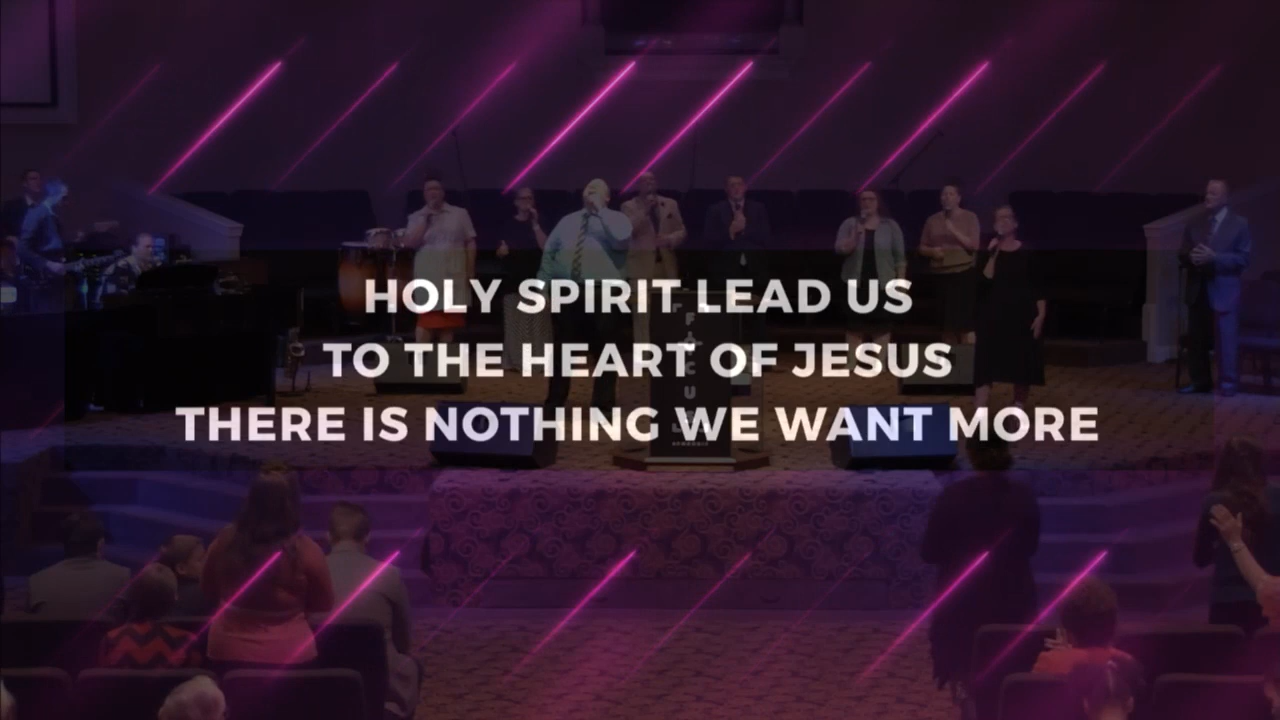 HOLY SPIRIT LEAD US
TO THE HEART OF JESUS
THERE IS NOTHING WE WANT MORE